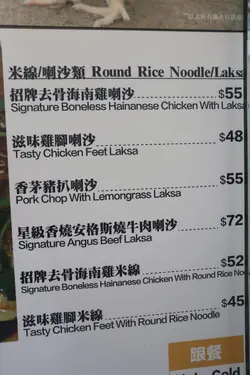 米線/喇沙類 Round Rice Noodle/Laksa
招牌去骨海南雞喇沙 $55
Signature Boneless Hainanese Chicken With Laksa
滋味雞腳喇沙 $48
Tasty Chicken Feet Laksa
香茅豬扒喇沙 $55
Pork Chop With Lemongrass Laksa
星級香燒安格斯燒牛肉喇沙 $72
Signature Angus Beef Laksa
招牌去骨海南雞米線 $52
Signature Boneless Hainanese Chicken With Round Rice Noo
滋味雞腳米線 $45
Tasty Chicken Feet With Round Rice Noodle
跟餐